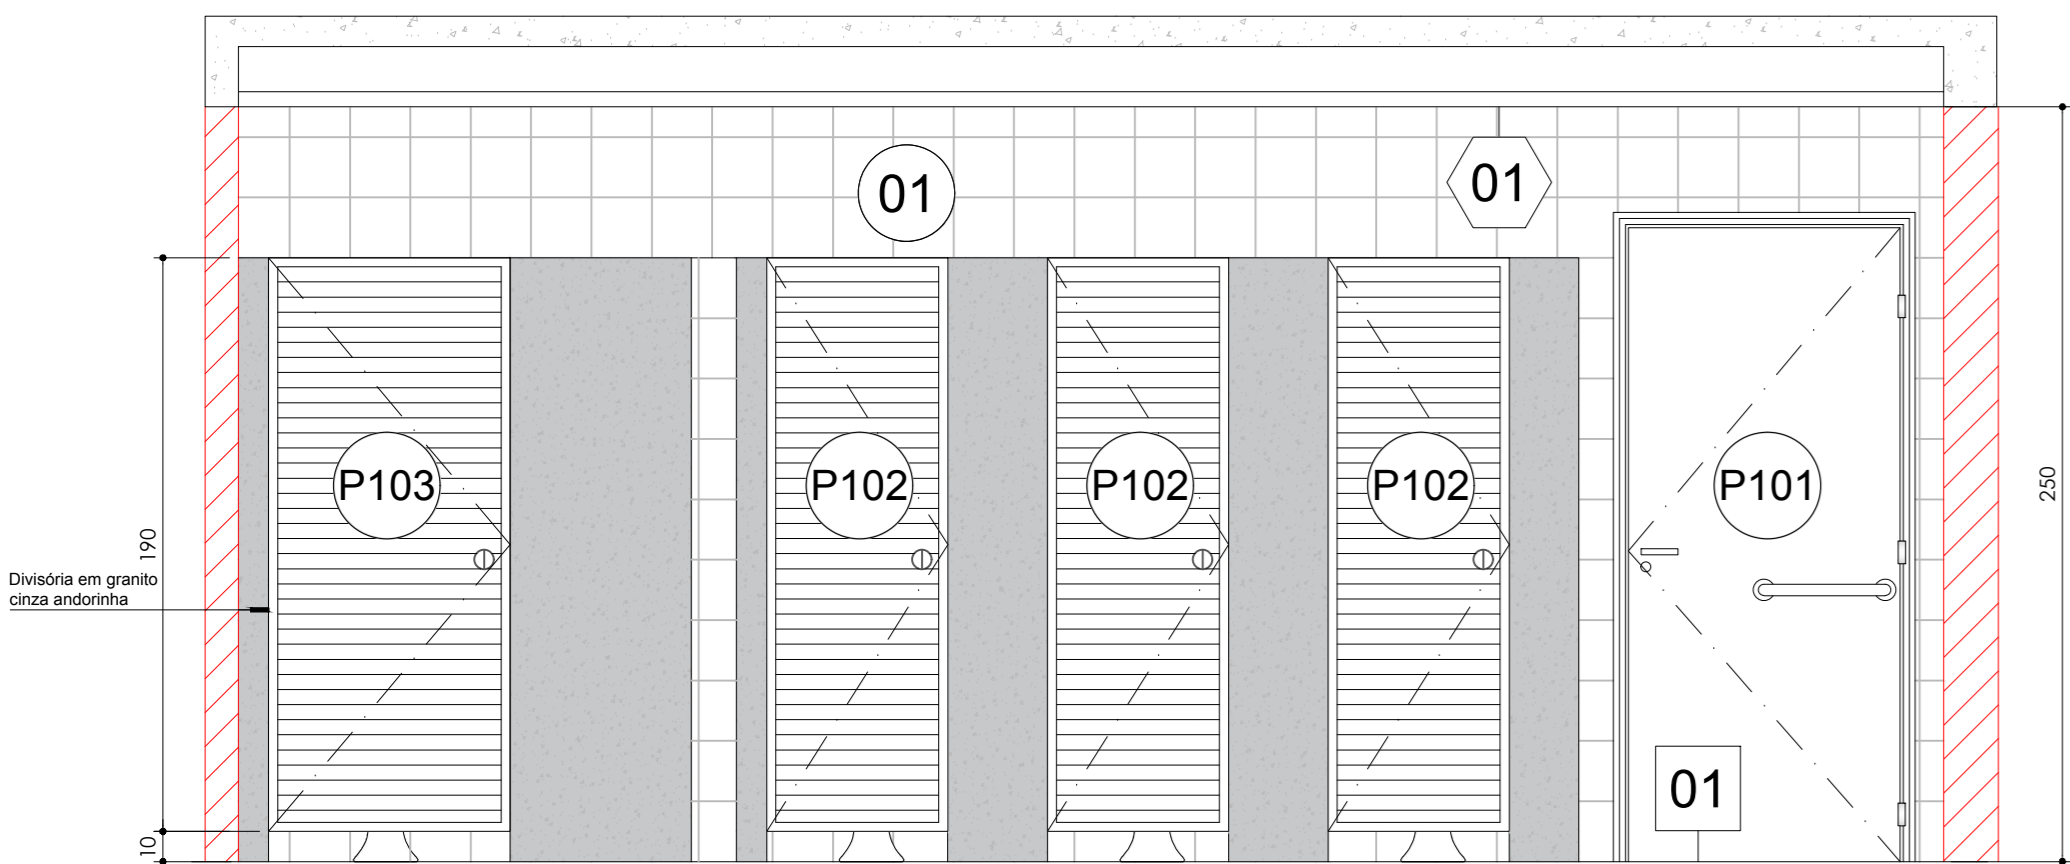 01
01
P103
P102
P102
P102
P101
250
190
Divisória em granito
cinza andorinha
01
10